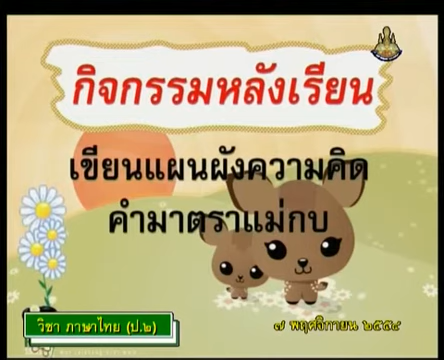 กิจกรรมหลังเรียน
เขียนแผนผังความคิด
คำมาตราแม่กบ
วิชา ภาษาไทย (ป.๒)
๗ พฤศจิกายน ๒๕๕๔